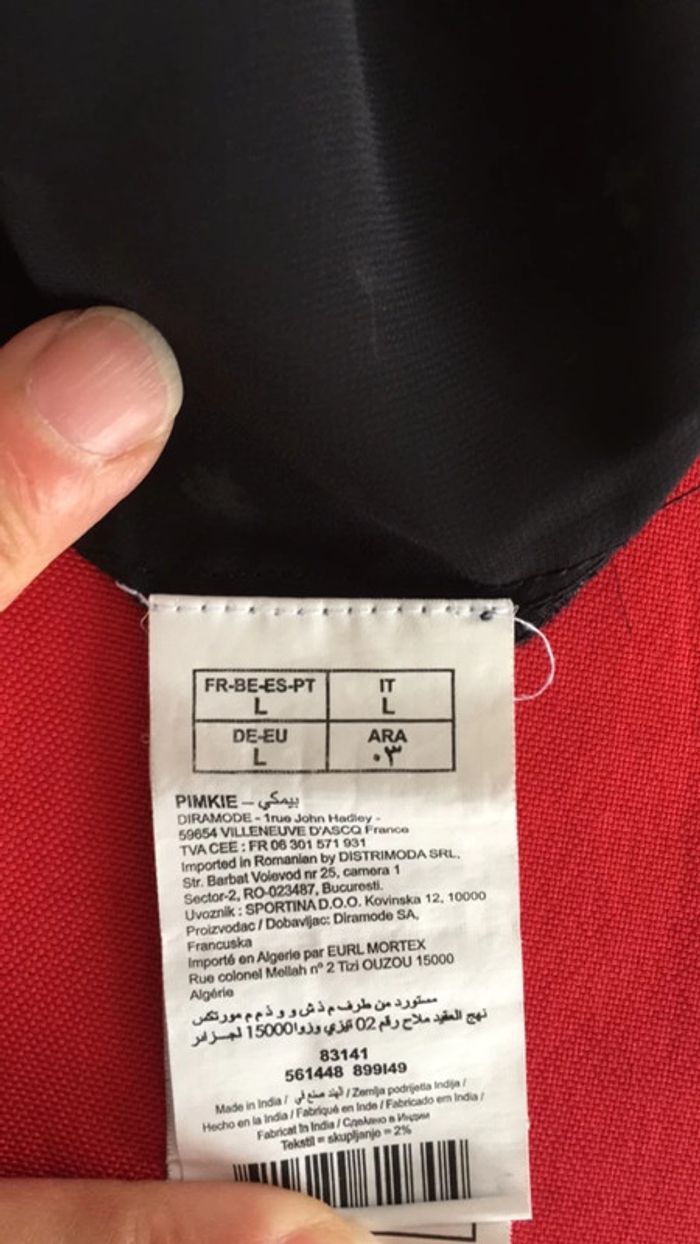 FR-BE-ES-PT IT
L L
DE-EU ARA
L ٠٣
PIMKIE – بيمكي
DIRAMODE - 1rue John Hadley -
59654 VILLENEUVE D'ASCQ France
TVA CEE : FR 06 301 571 931
Imported in Romanian by DISTRIMODA SRL,
Str. Barbat Voievod nr 25, camera 1
Sector-2, RO-023487, Bucuresti.
Uvoznik : SPORTINA D.O.O. Kovinska 12, 10000
Proizvodac / Dobavljac: Diramode SA,
Francuska
Importé en Algerie par EURL MORTEX
Rue colonel Mellah nº 2 Tizi OUZOU 15000
Algérie
مستورد من طرف م ذ ش و و ذ م م مورتكس
نهج العقيد ملاح رقم 02 تيزي وزو 15000 الجزائر
83141
561448 899149
Made in India / الهند صنع في / Zemlja podrijetla Indija /
Hecho en la India / Fabriqué en Inde / Fabricado em India /
Fabricat în India / Сделано в Индии
Tekstil = skupljanje = 2%